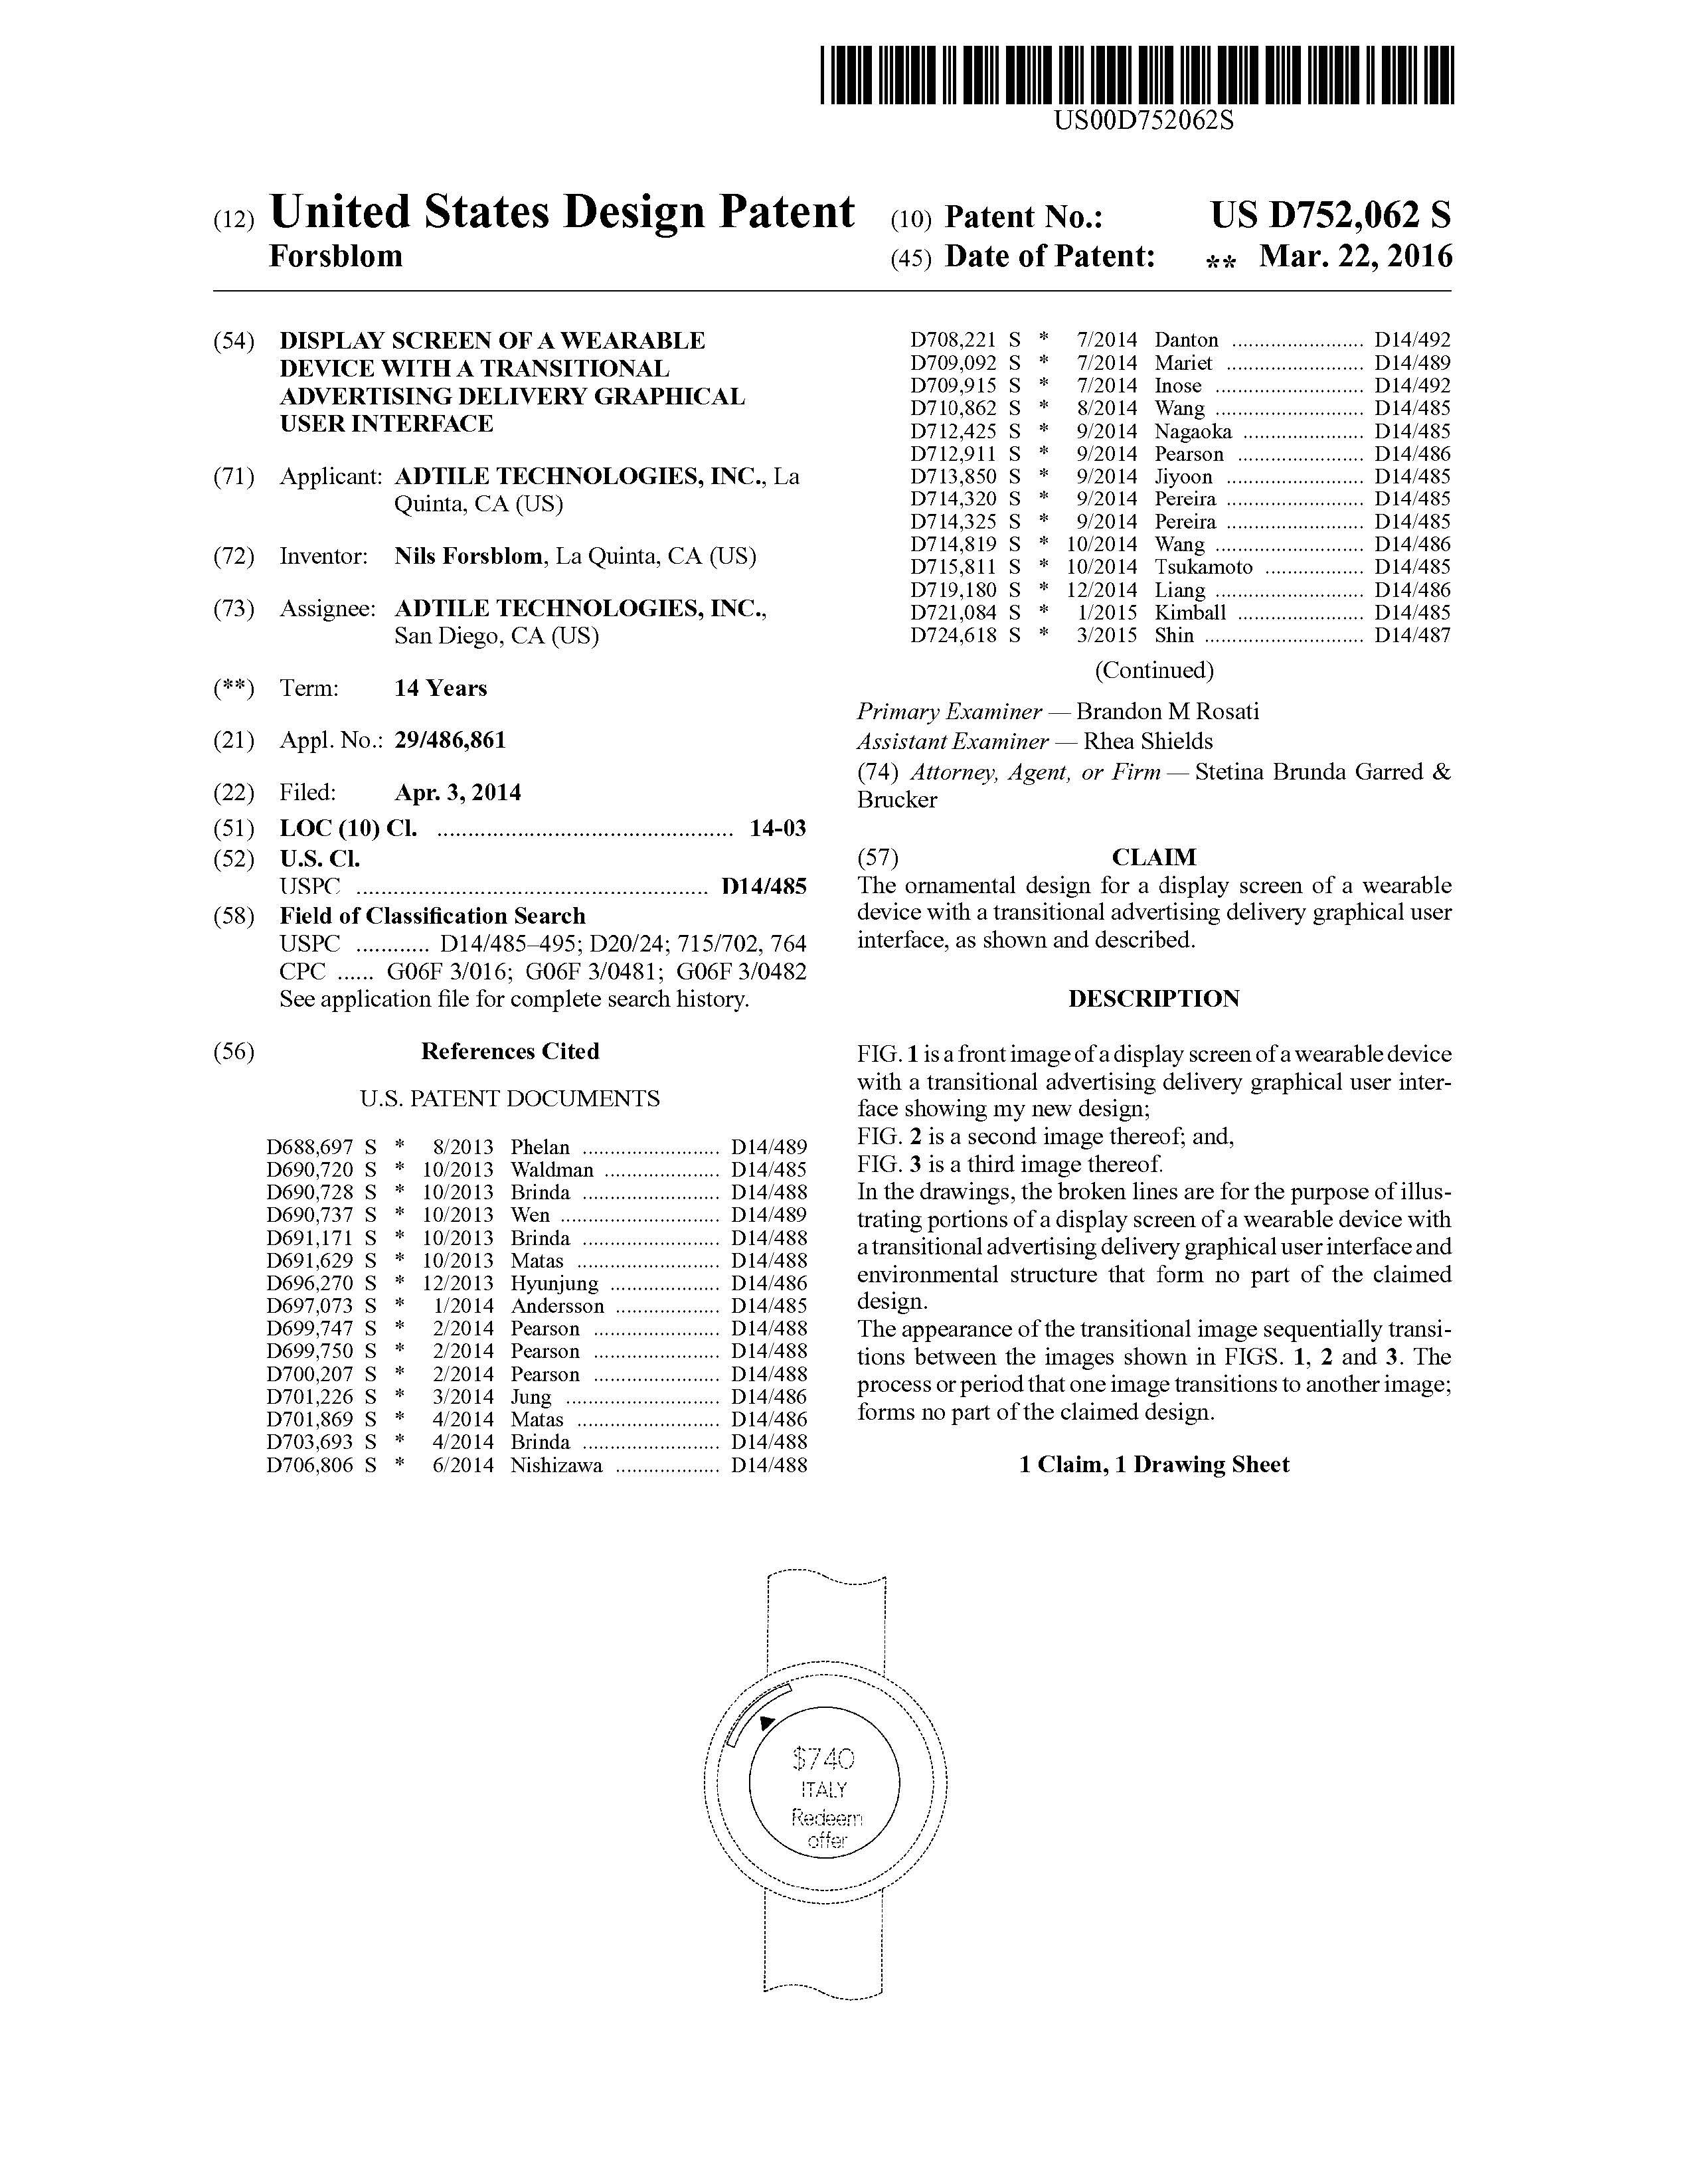 US00D752062S
(12) United States Design Patent
Forsblom
(10) Patent No.: US D752,062 S
(45) Date of Patent: ** Mar. 22, 2016
(54) DISPLAY SCREEN OF A WEARABLE
DEVICE WITH A TRANSITIONAL
ADVERTISING DELIVERY GRAPHICAL
USER INTERFACE
(71) Applicant: ADTILE TECHNOLOGIES, INC., La
Quinta, CA (US)
(72) Inventor: Nils Forsblom, La Quinta, CA (US)
(73) Assignee: ADTILE TECHNOLOGIES, INC.,
San Diego, CA (US)
(**) Term: 14 Years
(21) Appl. No.: 29/486,861
(22) Filed: Apr. 3, 2014
(51) LOC (10) Cl. ................................................ 14-03
(52) U.S. Cl.
USPC ......................................................... D14/485
(58) Field of Classification Search
USPC ............ D14/485–495; D20/24; 715/702, 764
CPC ...... G06F 3/016; G06F 3/0481; G06F 3/0482
See application file for complete search history.
(56) References Cited
U.S. PATENT DOCUMENTS
D688,697 S * 8/2013 Phelan ......................... D14/489
D690,720 S * 10/2013 Waldman ..................... D14/485
D690,728 S * 10/2013 Brinda ......................... D14/488
D690,737 S * 10/2013 Wen ............................. D14/489
D691,171 S * 10/2013 Brinda ......................... D14/488
D691,629 S * 10/2013 Matas .......................... D14/488
D696,270 S * 12/2013 Hyunjung .................... D14/486
D697,073 S * 1/2014 Andersson ................... D14/485
D699,747 S * 2/2014 Pearson ....................... D14/488
D699,750 S * 2/2014 Pearson ....................... D14/488
D700,207 S * 2/2014 Pearson ....................... D14/488
D701,226 S * 3/2014 Jung ............................ D14/486
D701,869 S * 4/2014 Matas .......................... D14/486
D703,693 S * 4/2014 Brinda ......................... D14/488
D706,806 S * 6/2014 Nishizawa ................... D14/488
D708,221 S * 7/2014 Danton ........................ D14/492
D709,092 S * 7/2014 Mariet ......................... D14/489
D709,915 S * 7/2014 Inose ........................... D14/492
D710,862 S * 8/2014 Wang ........................... D14/485
D712,425 S * 9/2014 Nagaoka ...................... D14/485
D712,911 S * 9/2014 Pearson ....................... D14/486
D713,850 S * 9/2014 Jiyoon ......................... D14/485
D714,320 S * 9/2014 Pereira ......................... D14/485
D714,325 S * 9/2014 Pereira ......................... D14/485
D714,819 S * 10/2014 Wang ........................... D14/486
D715,811 S * 10/2014 Tsukamoto .................. D14/485
D719,180 S * 12/2014 Liang ........................... D14/486
D721,084 S * 1/2015 Kimball ....................... D14/485
D724,618 S * 3/2015 Shin ............................. D14/487
(Continued)
Primary Examiner — Brandon M Rosati
Assistant Examiner — Rhea Shields
(74) Attorney, Agent, or Firm — Stetina Brunda Garred &
Brucker
(57) CLAIM
The ornamental design for a display screen of a wearable
device with a transitional advertising delivery graphical user
interface, as shown and described.
DESCRIPTION
FIG. 1 is a front image of a display screen of a wearable device
with a transitional advertising delivery graphical user inter-
face showing my new design;
FIG. 2 is a second image thereof; and,
FIG. 3 is a third image thereof.
In the drawings, the broken lines are for the purpose of illus-
trating portions of a display screen of a wearable device with
a transitional advertising delivery graphical user interface and
environmental structure that form no part of the claimed
design.
The appearance of the transitional image sequentially transi-
tions between the images shown in FIGS. 1, 2 and 3. The
process or period that one image transitions to another image;
forms no part of the claimed design.
1 Claim, 1 Drawing Sheet
$740
ITALY
Redeem
offer